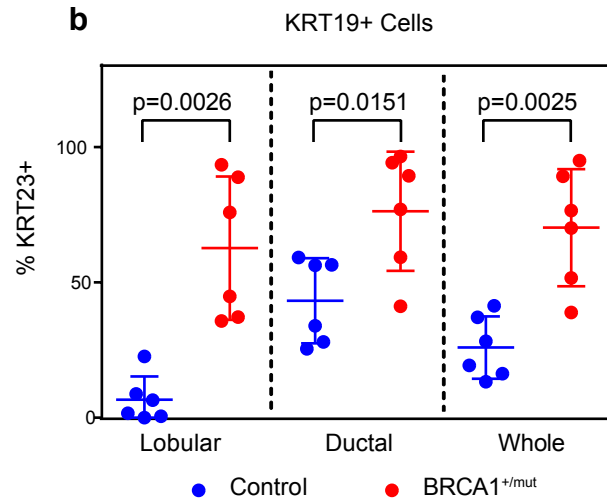 b
KRT19+ Cells
p=0.0026 p=0.0151 p=0.0025
100
50
0
% KRT23+
Lobular Ductal Whole
Control BRCA1+/mut